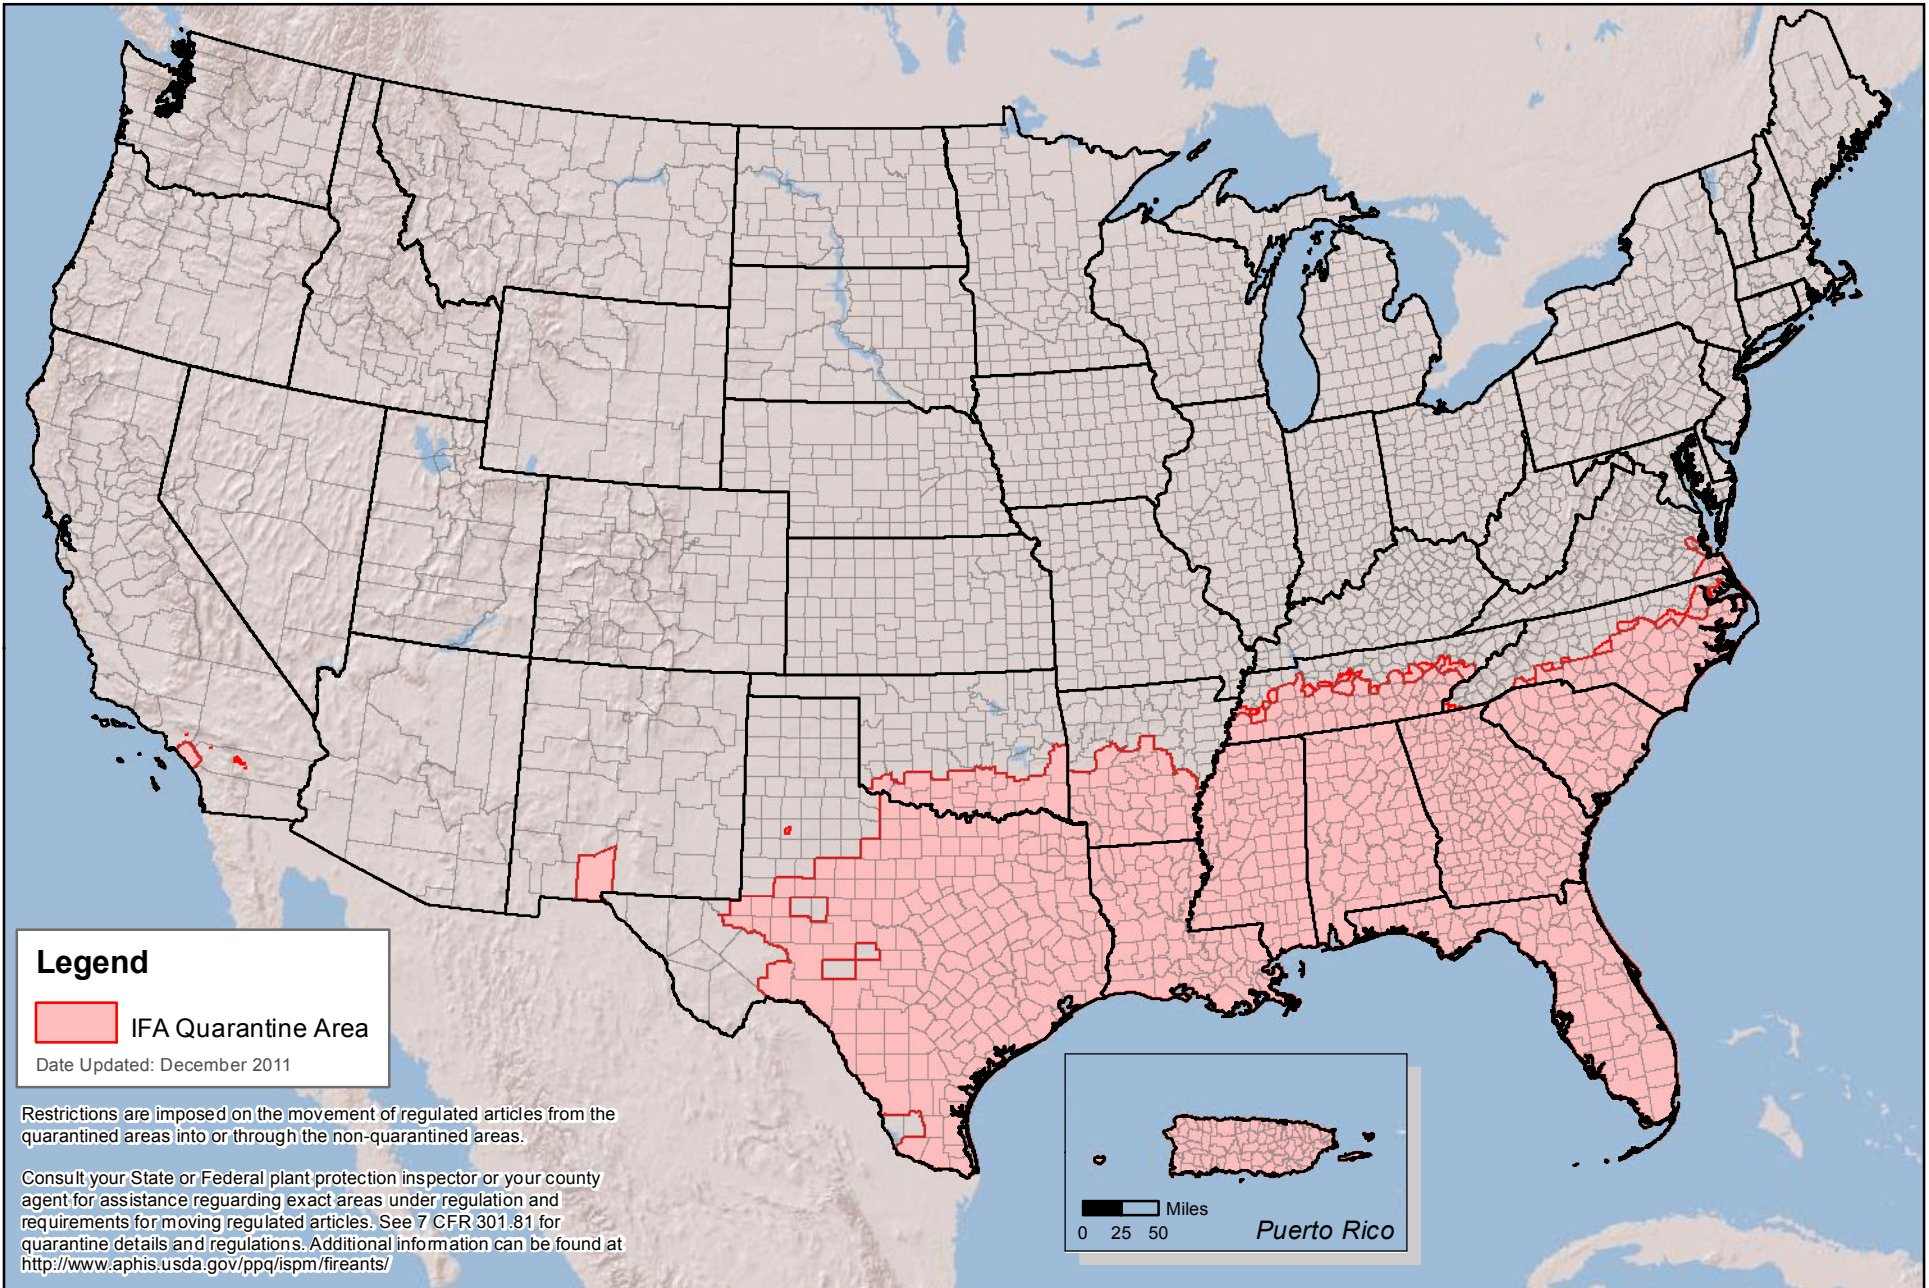 Legend
IFA Quarantine Area
Date Updated: December 2011
Restrictions are imposed on the movement of regulated articles from the
quarantined areas into or through the non-quarantined areas.
Consult your State or Federal plant protection inspector or your county
agent for assistance reguarding exact areas under regulation and
requirements for moving regulated articles. See 7 CFR 301.81 for
quarantine details and regulations. Additional information can be found at
http://www.aphis.usda.gov/ppq/ispm/fireants/
Miles
0 25 50
Puerto Rico